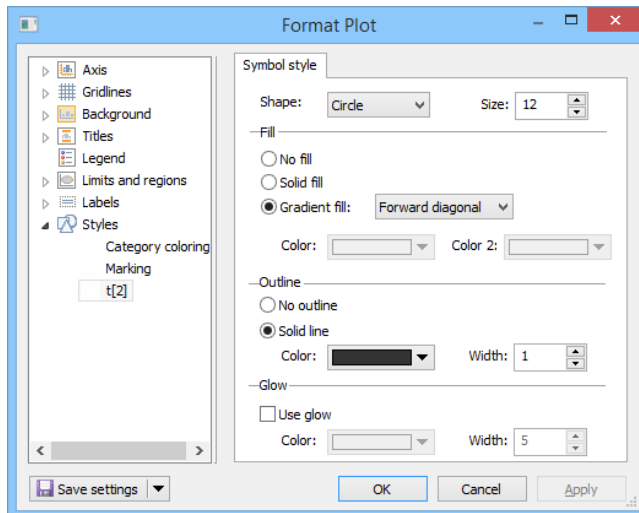 Format Plot
Axis
Gridlines
Background
Titles
Legend
Limits and regions
Labels
Styles
Category coloring
Marking
t[2]
Symbol style
Shape: Circle Size: 12
Fill
No fill
Solid fill
Gradient fill: Forward diagonal
Color: Color 2:
Outline
No outline
Solid line
Color: Width: 1
Glow
Use glow
Color: Width: 5
Save settings OK Cancel Apply